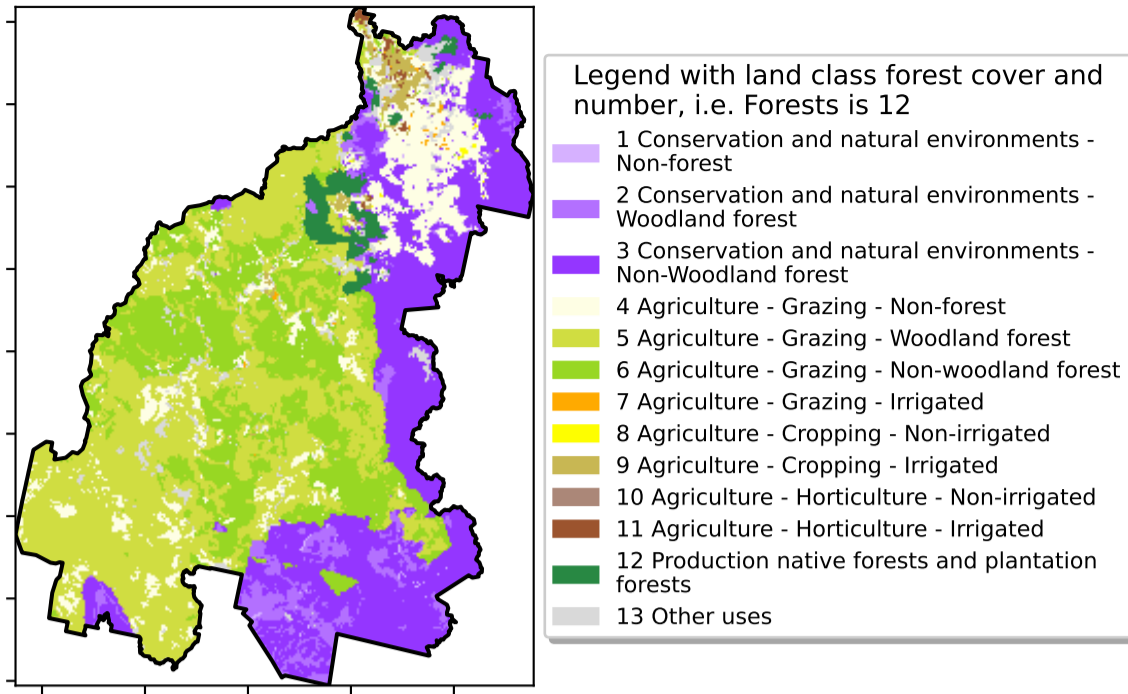 Legend with land class forest cover and
number, i.e. Forests is 12
1 Conservation and natural environments -
Non-forest
2 Conservation and natural environments -
Woodland forest
3 Conservation and natural environments -
Non-Woodland forest
4 Agriculture - Grazing - Non-forest
5 Agriculture - Grazing - Woodland forest
6 Agriculture - Grazing - Non-woodland forest
7 Agriculture - Grazing - Irrigated
8 Agriculture - Cropping - Non-irrigated
9 Agriculture - Cropping - Irrigated
10 Agriculture - Horticulture - Non-irrigated
11 Agriculture - Horticulture - Irrigated
12 Production native forests and plantation
forests
13 Other uses